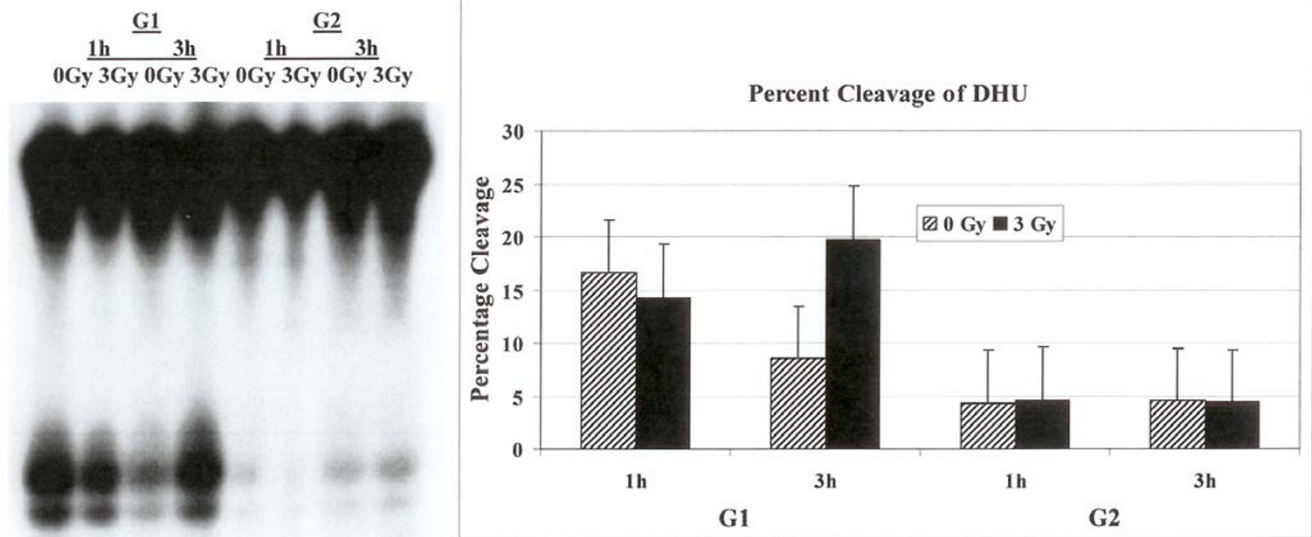 G1 G2
1h 3h 1h 3h
0Gy 3Gy 0Gy 3Gy 0Gy 3Gy 0Gy 3Gy
Percent Cleavage of DHU
Percentage Cleavage
30
25
20
15
10
5
0
0 Gy 3 Gy
1h 3h 1h 3h
G1 G2